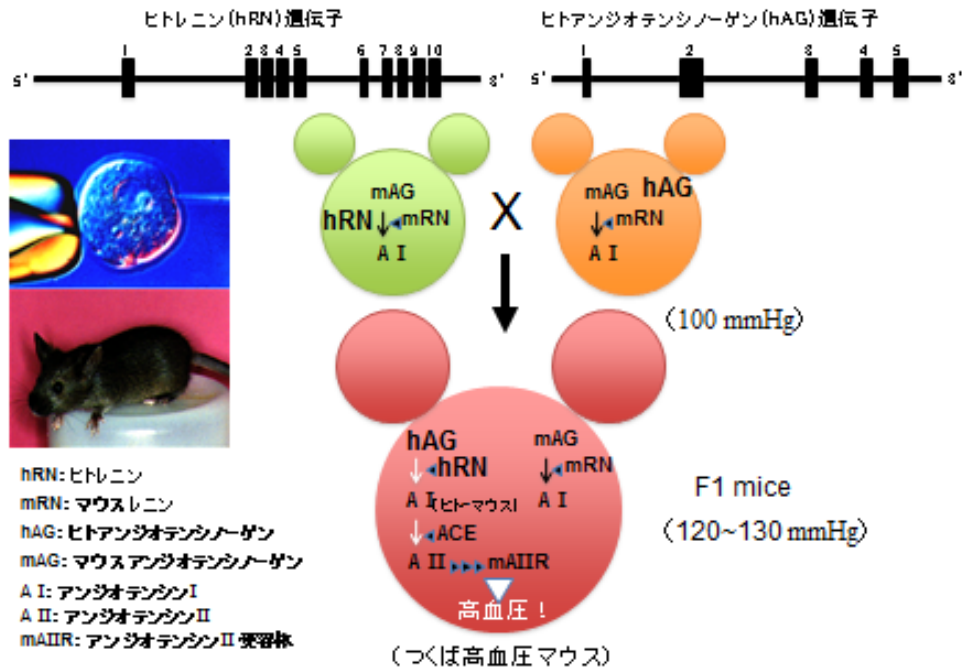 ヒトレニン(hRN)遺伝子
ヒトアンジオテンシノーゲン(hAG)遺伝子
1 2 3 4 5 6 7 8 9 10
5' 3'
1 2 3 4 5
5' 3'
mAG
hRN mRN
A I
X
mAG hAG
mRN
A I
(100 mmHg)
hAG
hRN
A I (ヒト-マウス)
ACE
A II mAIIR
高血圧!
mAG
mRN
A I
F1 mice
(120~130 mmHg)
(つくば高血圧マウス)
hRN: ヒトレニン
mRN: マウスレニン
hAG: ヒトアンジオテンシノーゲン
mAG: マウスアンジオテンシノーゲン
A I: アンジオテンシンI
A II: アンジオテンシンII
mAIIR: アンジオテンシンII 受容体